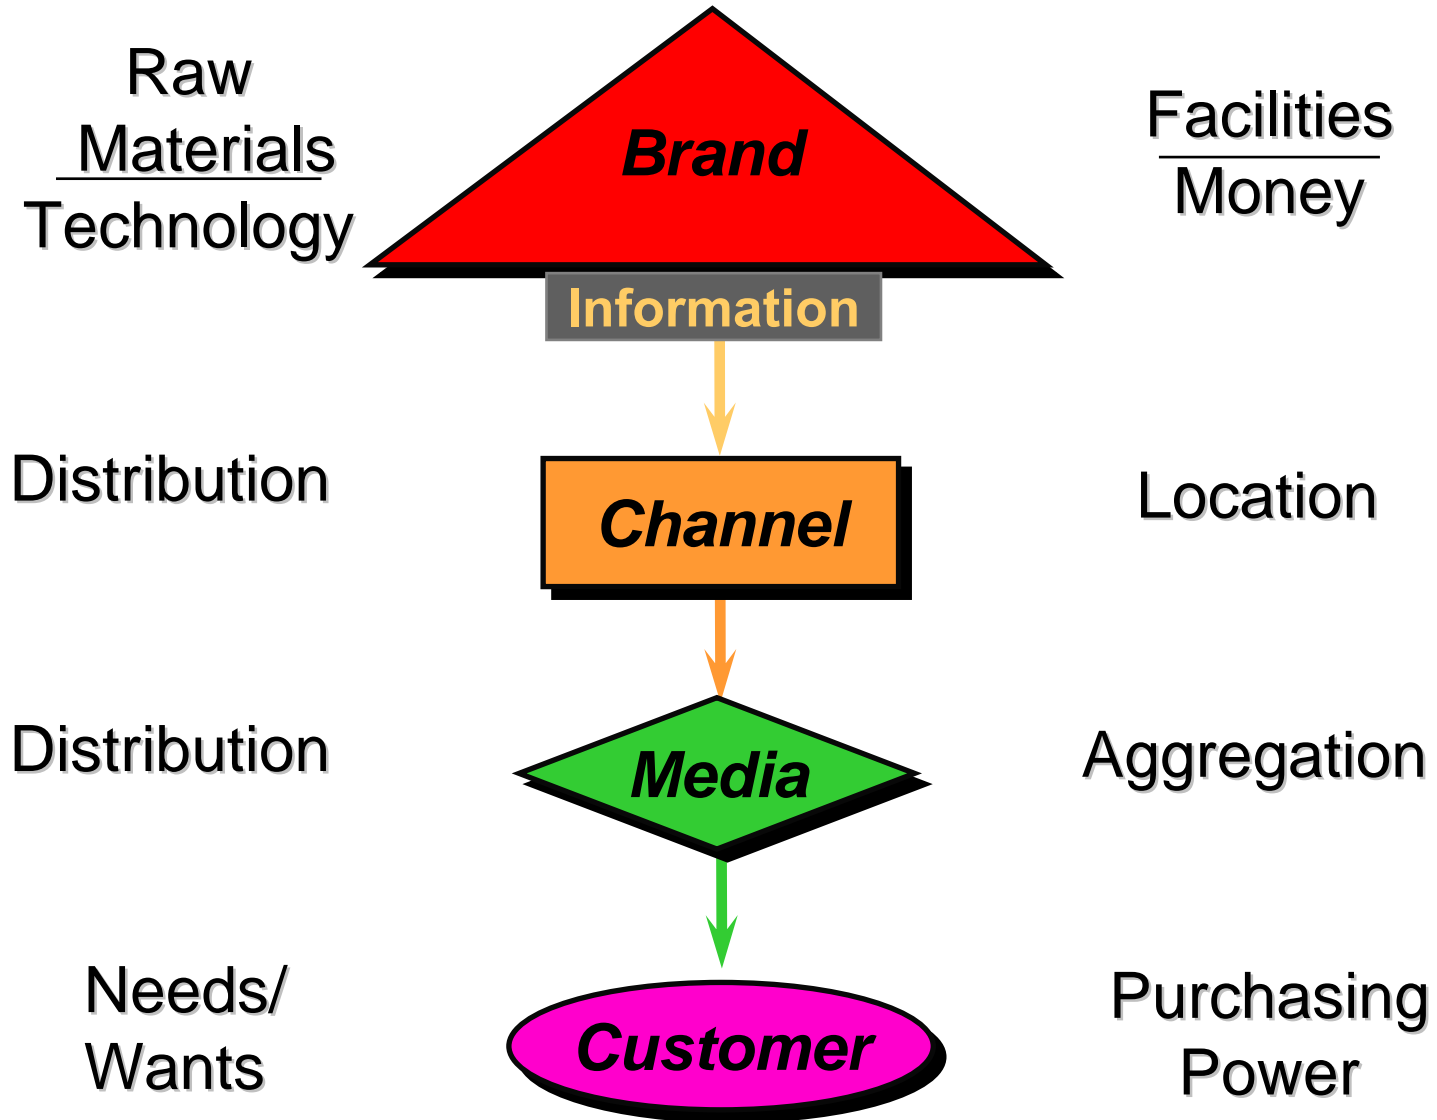 Raw
Materials
Technology
Brand
Facilities
Money
Information
Distribution
Channel
Location
Distribution
Media
Aggregation
Needs/
Wants
Customer
Purchasing
Power